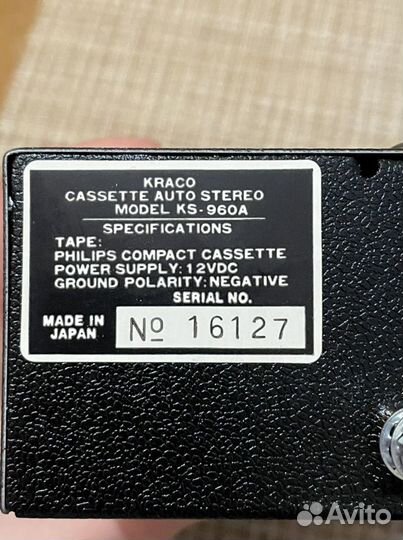 KRACO
CASSETTE AUTO STEREO
MODEL KS-960A
SPECIFICATIONS
TAPE:
PHILIPS COMPACT CASSETTE
POWER SUPPLY: 12VDC
GROUND POLARITY: NEGATIVE
SERIAL NO.
MADE IN
JAPAN
Nº 16127
Avito